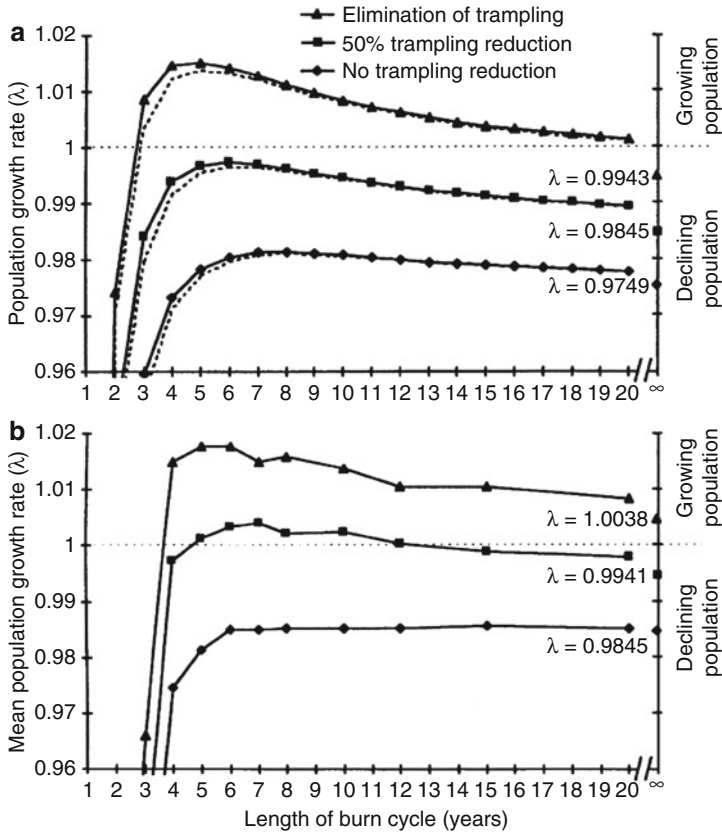 Elimination of trampling
50% trampling reduction
No trampling reduction
a
1.02
1.01
1
0.99
0.98
0.97
0.96
Population growth rate (λ)
Growing population
Declining population
λ = 0.9943
λ = 0.9845
λ = 0.9749
1 2 3 4 5 6 7 8 9 10 11 12 13 14 15 16 17 18 19 20 ∞
b
1.02
1.01
1
0.99
0.98
0.97
0.96
Mean population growth rate (λ)
Growing population
Declining population
λ = 1.0038
λ = 0.9941
λ = 0.9845
1 2 3 4 5 6 7 8 9 10 11 12 13 14 15 16 17 18 19 20 ∞
Length of burn cycle (years)